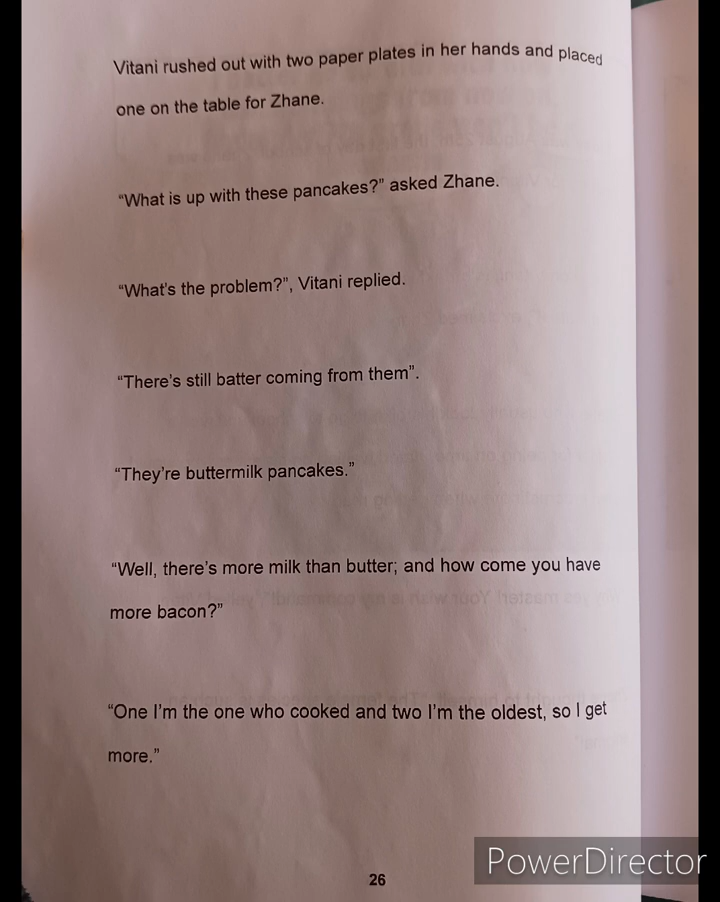 Vitani rushed out with two paper plates in her hands and placed
one on the table for Zhane.
“What is up with these pancakes?” asked Zhane.
“What's the problem?”, Vitani replied.
“There’s still batter coming from them”.
“They’re buttermilk pancakes.”
“Well, there’s more milk than butter; and how come you have
more bacon?”
“One I’m the one who cooked and two I’m the oldest, so I get
more.”
26
PowerDirector